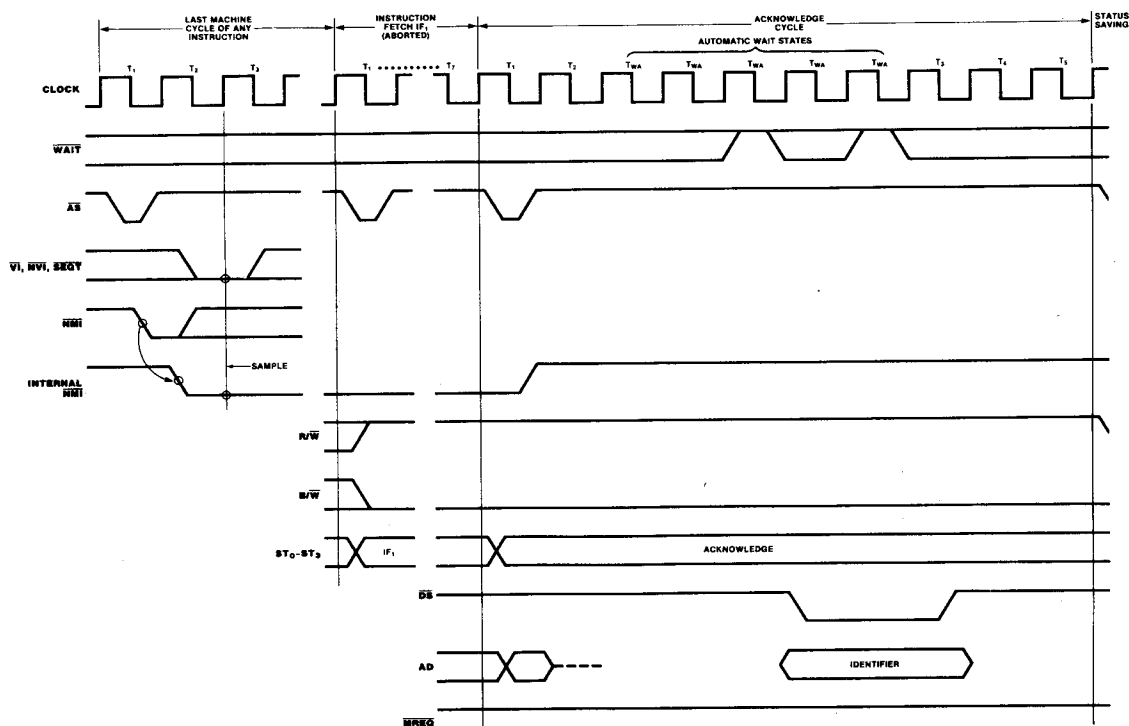 LAST MACHINE
CYCLE OF ANY
INSTRUCTION
INSTRUCTION
FETCH IF₁
(ABORTED)
ACKNOWLEDGE
CYCLE
STATUS
SAVING
AUTOMATIC WAIT STATES
CLOCK
T₁
T₂
T₃
T₁
T₇
T₁
T₂
TWA
TWA
TWA
TWA
TWA
T₃
T₄
T₅
WAIT
AS
VI, NVI, SEGT
NMI
SAMPLE
INTERNAL
NMI
R/W
B/W
ST₀-ST₃
IF₁
ACKNOWLEDGE
DS
AD
IDENTIFIER
MREQ